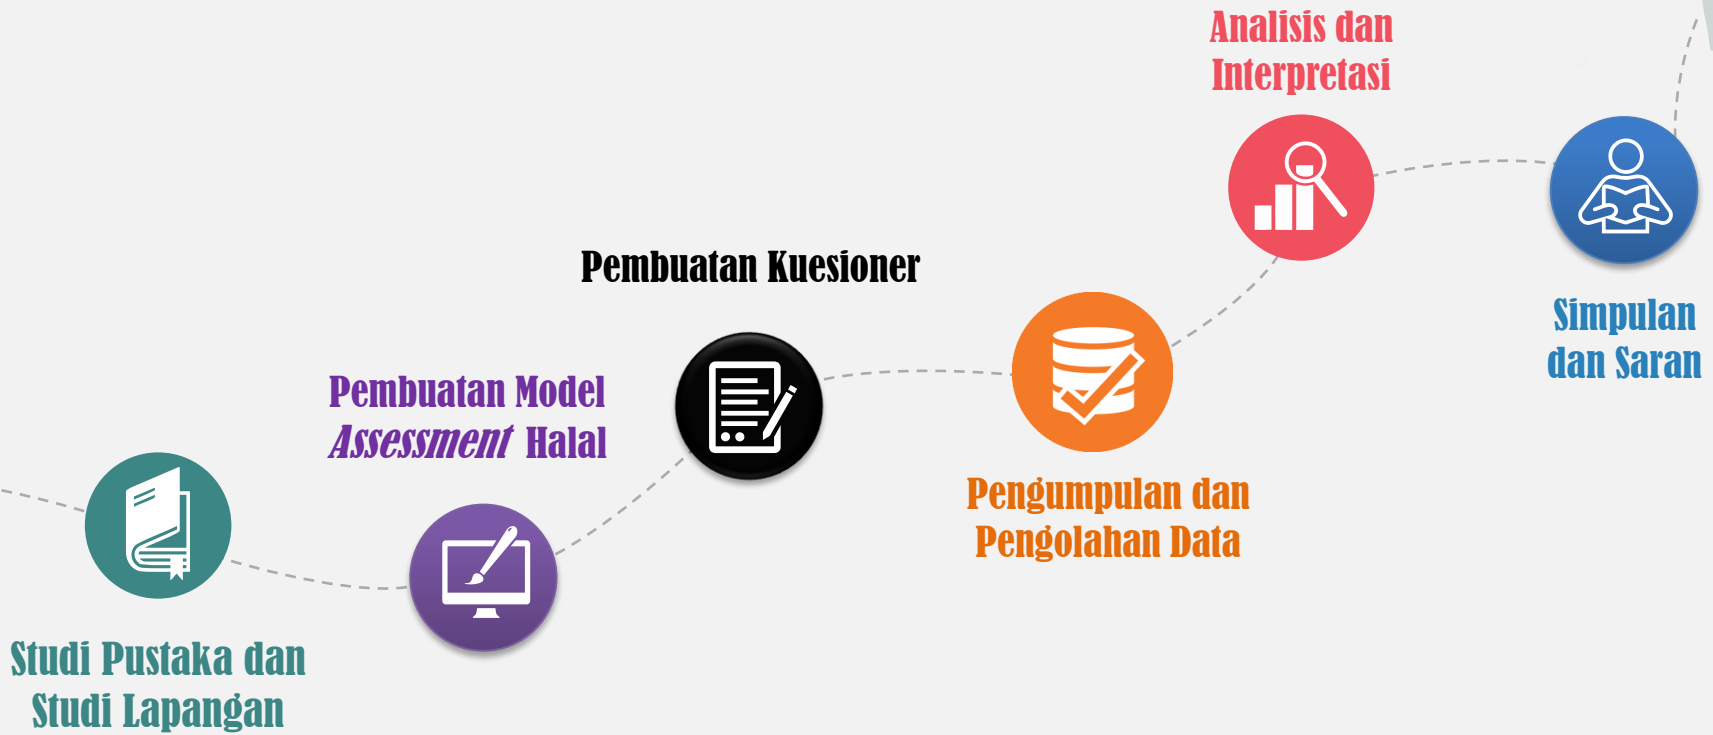 Studi Pustaka dan
Studi Lapangan
Pembuatan Model
Assessment Halal
Pembuatan Kuesioner
Pengumpulan dan
Pengolahan Data
Analisis dan
Interpretasi
Simpulan
dan Saran